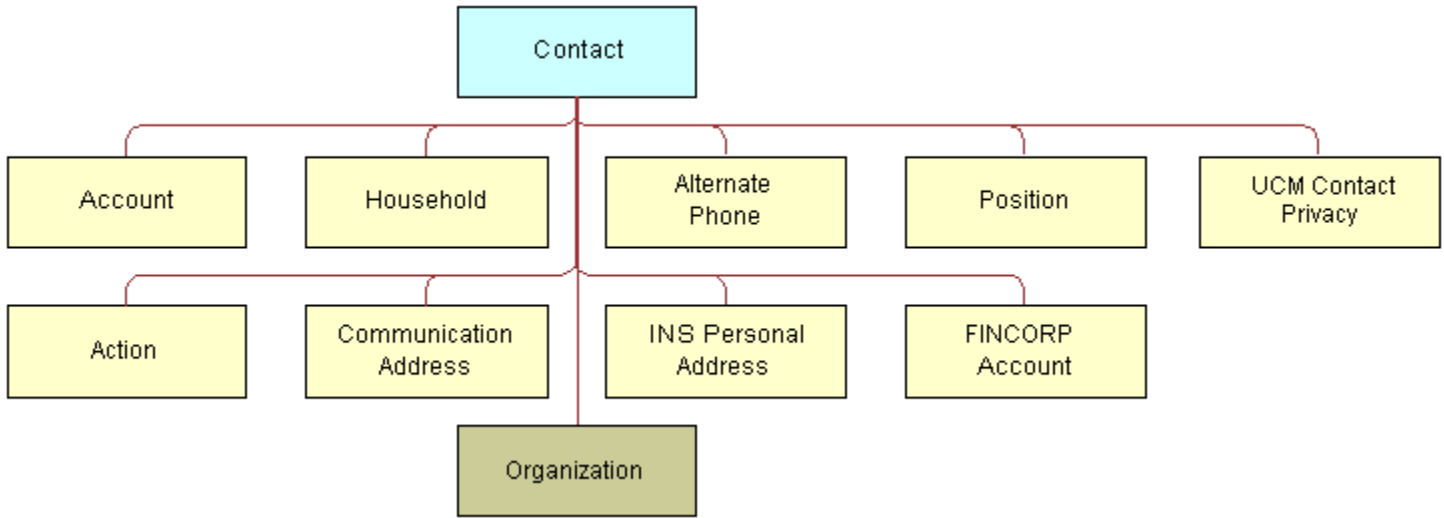 Contact
Account
Household
Alternate
Phone
Position
UCM Contact
Privacy
Action
Communication
Address
INS Personal
Address
FINCORP
Account
Organization